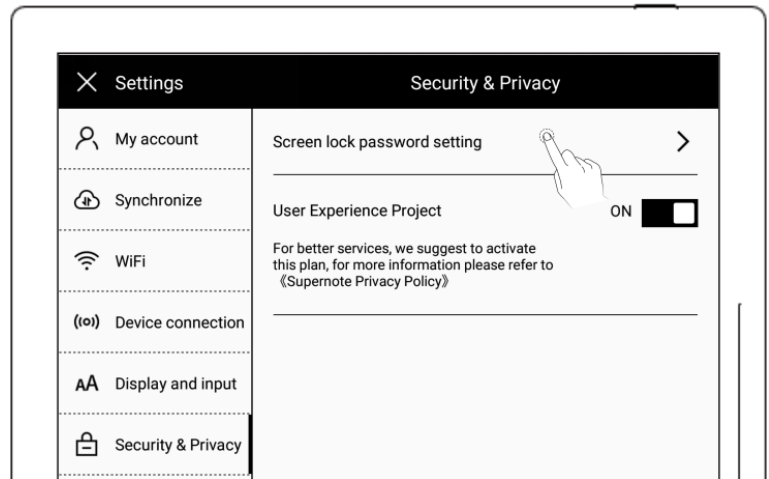 Settings
Security & Privacy
My account
Synchronize
WiFi
Device connection
AA Display and input
Security & Privacy
Screen lock password setting
User Experience Project
ON
For better services, we suggest to activate
this plan, for more information please refer to
《Supernote Privacy Policy》